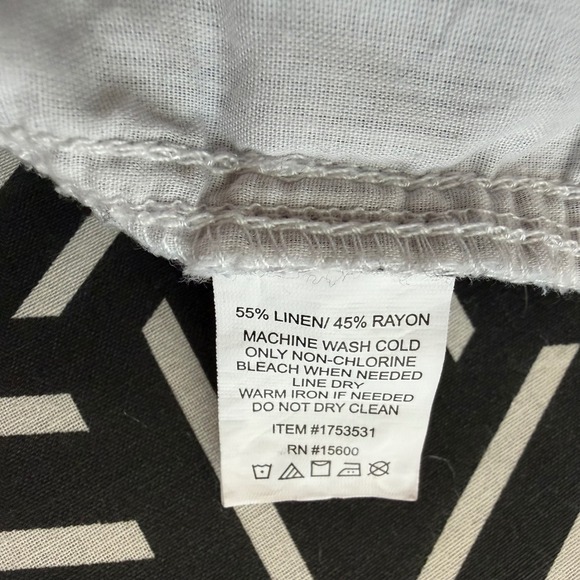 55% LINEN/ 45% RAYON
MACHINE WASH COLD
ONLY NON-CHLORINE
BLEACH WHEN NEEDED
LINE DRY
WARM IRON IF NEEDED
DO NOT DRY CLEAN
ITEM #1753531
RN #15600